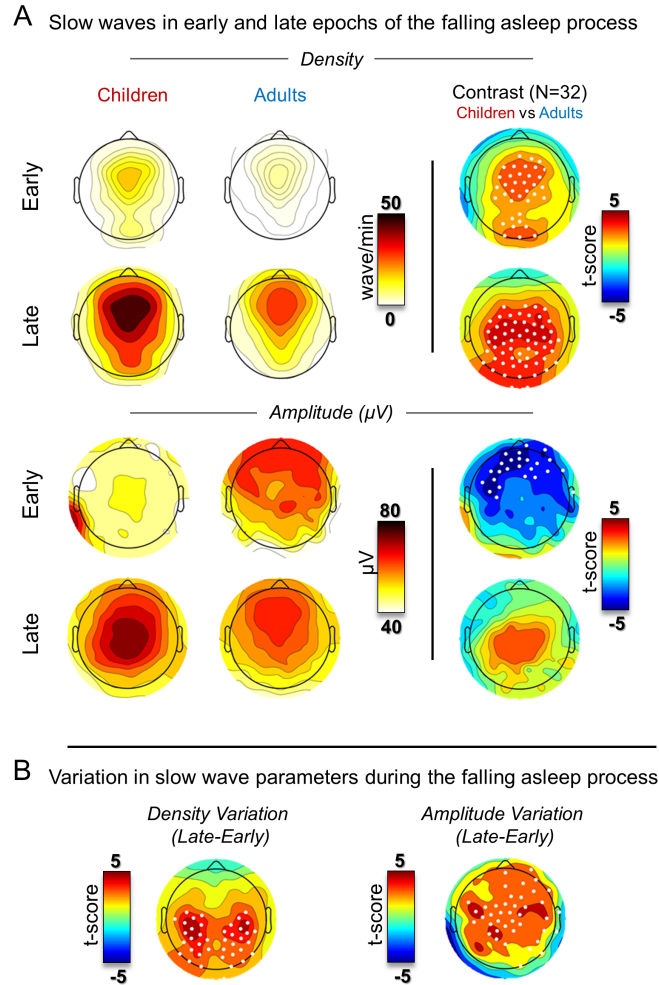 A Slow waves in early and late epochs of the falling asleep process
Density
Children
Adults
Contrast (N=32)
Children vs Adults
Early
50
wave/min
0
5
t-score
-5
Late
Amplitude (µV)
Early
80
µV
40
5
t-score
-5
Late
B Variation in slow wave parameters during the falling asleep process
Density Variation
(Late-Early)
Amplitude Variation
(Late-Early)
5
t-score
-5
5
t-score
-5